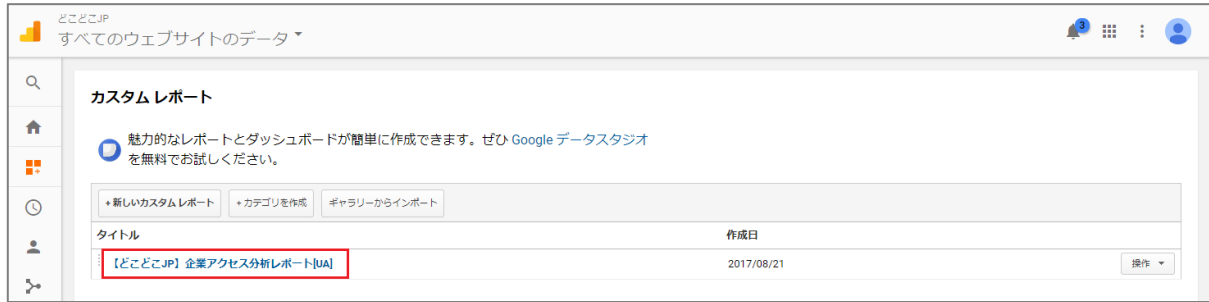 どこどこJP
すべてのウェブサイトのデータ
3
カスタム レポート
魅力的なレポートとダッシュボードが簡単に作成できます。ぜひ Google データスタジオ
を無料でお試しください。
+新しいカスタム レポート +カテゴリを作成 ギャラリーからインポート
タイトル 作成日
【どこどこJP】企業アクセス分析レポート[UA] 2017/08/21 操作